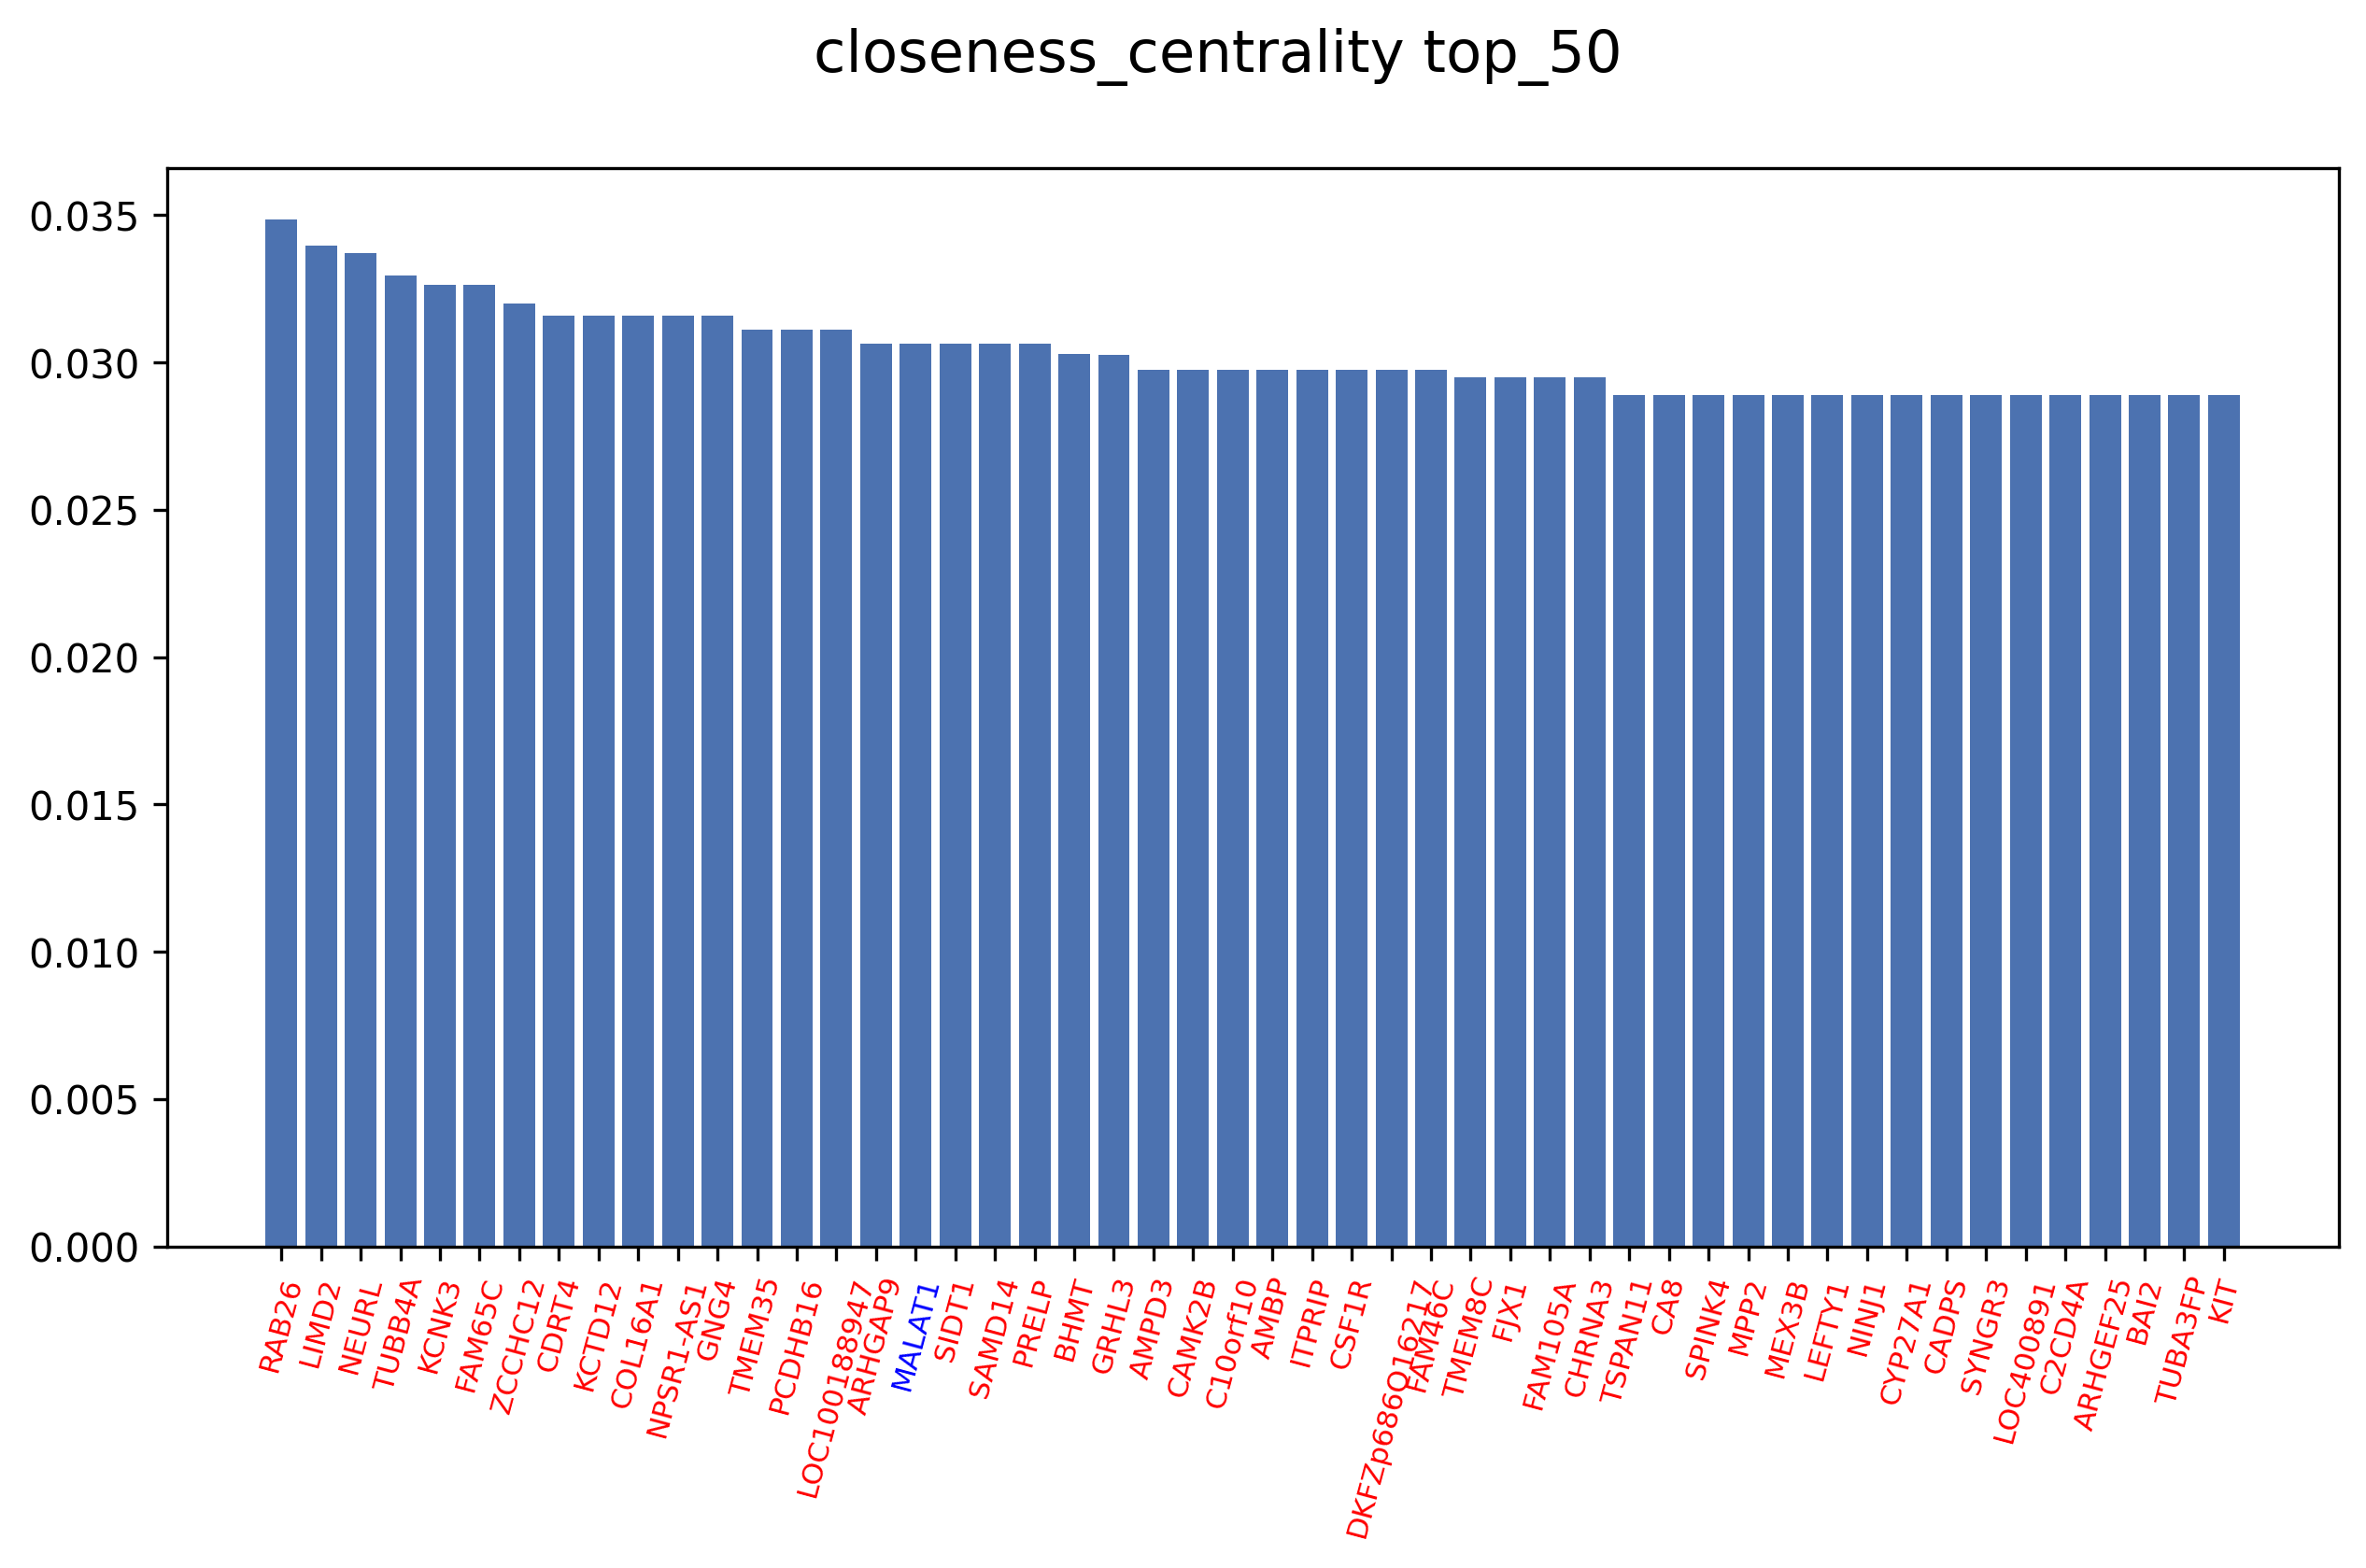 closeness_centrality top_50
0.035
0.030
0.025
0.020
0.015
0.010
0.005
0.000
RAB26
LIMD2
NEURL
TUBB4A
KCNK3
FAM65C
ZCCHC12
CDRT4
KCTD12
COL16A1
NPSR1-AS1
GNG4
TMEM35
PCDHB16
LOC100188947
ARHGAP9
MALAT1
SIDT1
SAMD14
PRELP
BHMT
GRHL3
AMPD3
CAMK2B
C10orf10
AMBP
ITPRIP
CSF1R
DKFZp686O16217
FAM46C
TMEM8C
FJX1
FAM105A
CHRNA3
TSPAN11
CA8
SPINK4
MPP2
MEX3B
LEFTY1
NINJ1
CYP27A1
CADPS
SYNGR3
LOC400891
C2CD4A
ARHGEF25
BAI2
TUBA3FP
KIT